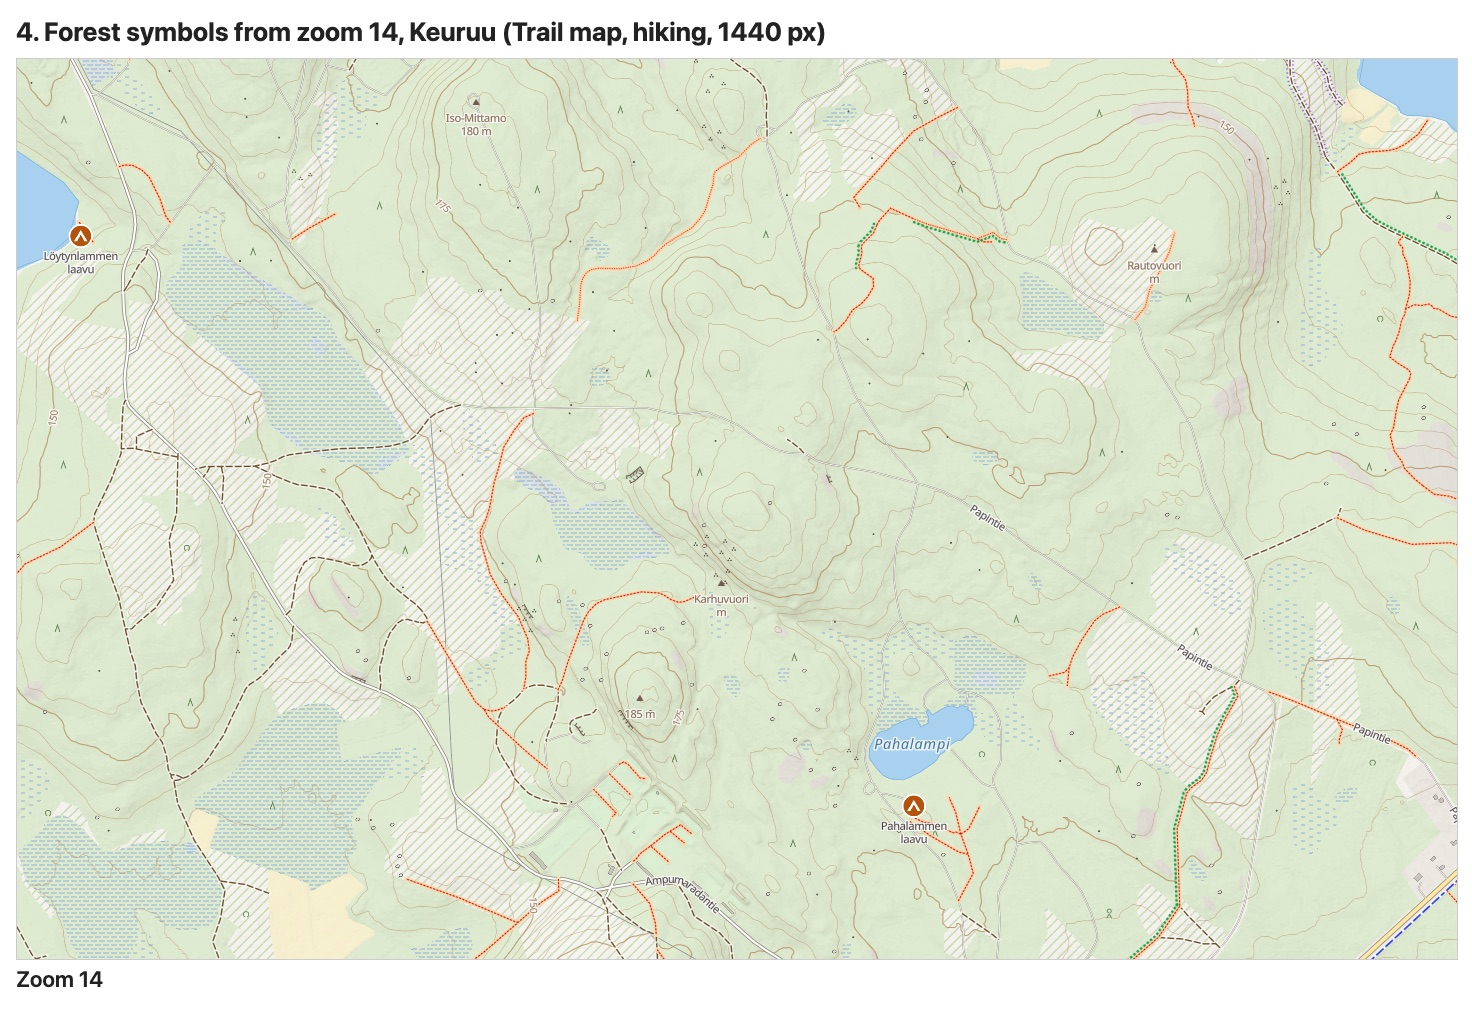 4. Forest symbols from zoom 14, Keuruu (Trail map, hiking, 1440 px)
Iso-Mittamo
180 m
150
175
Löytynlammen
laavu
Rautovuori
m
150
150
Papintie
Karhuvuori
m
Papintie
185 m
175
Papintie
Pahalampi
Pahalammen
laavu
Ampumaradantie
150
Zoom 14